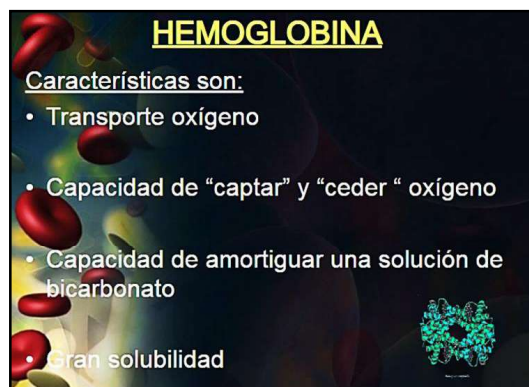 HEMOGLOBINA
Características son:
• Transporte oxígeno
• Capacidad de “captar” y “ceder “ oxígeno
• Capacidad de amortiguar una solución de
bicarbonato
• Gran solubilidad